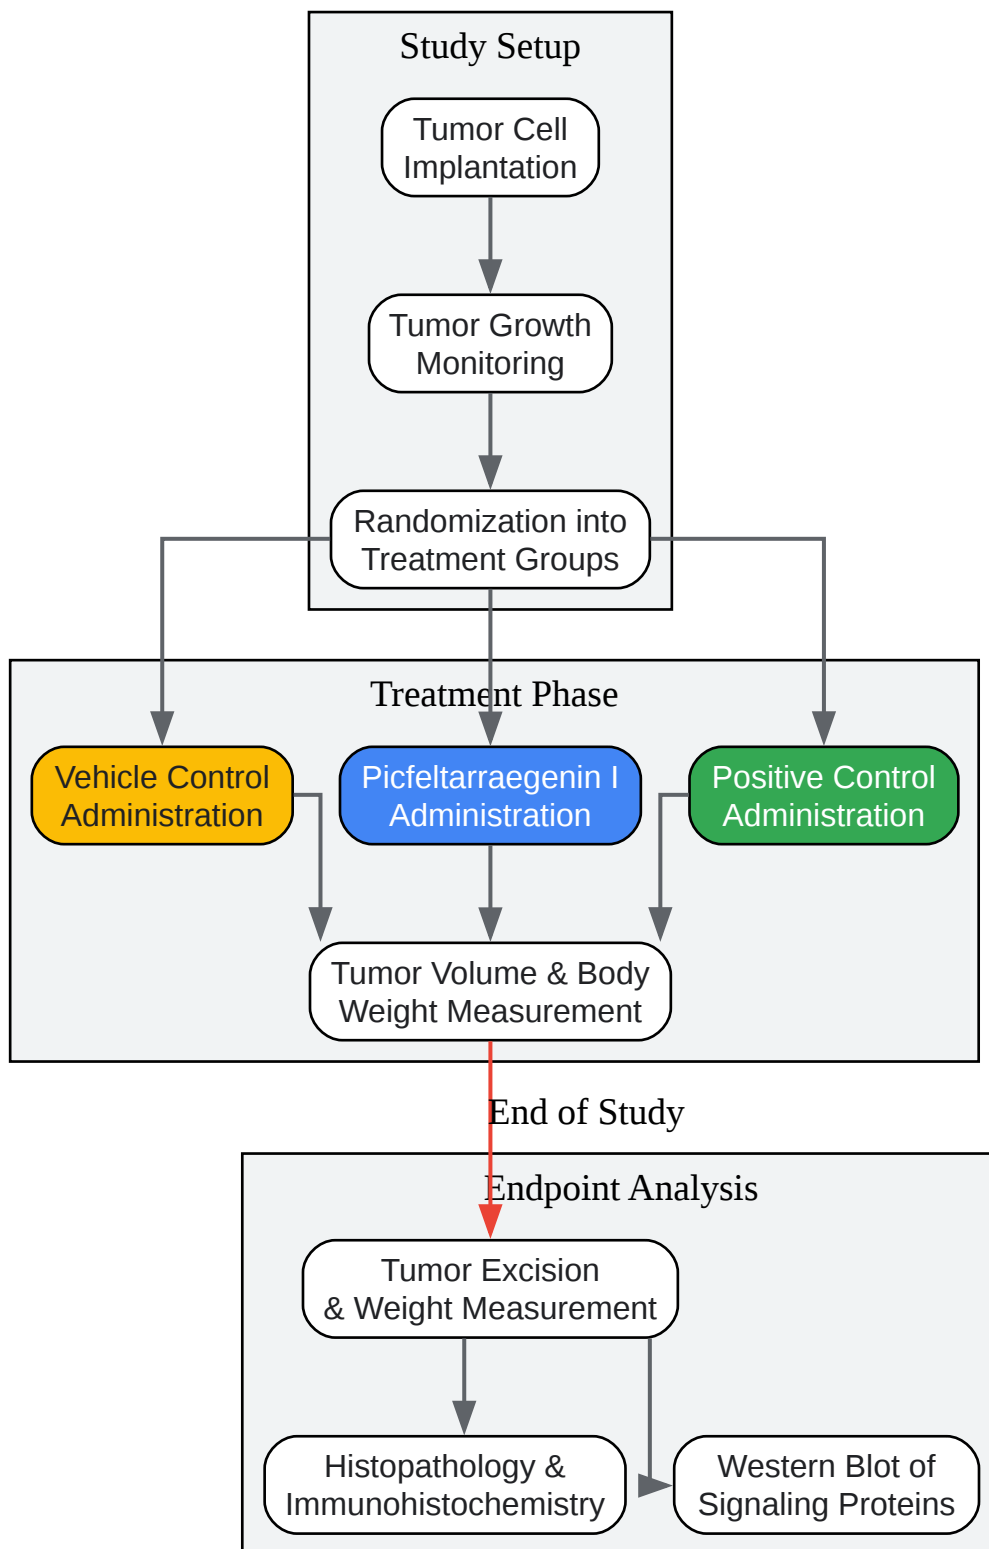 Study Setup
Tumor Cell
Implantation
Tumor Growth
Monitoring
Randomization into
Treatment Groups
Treatment Phase
Vehicle Control
Administration
Picfeltarraegenin I
Administration
Positive Control
Administration
Tumor Volume & Body
Weight Measurement
End of Study
Endpoint Analysis
Tumor Excision
& Weight Measurement
Histopathology &
Immunohistochemistry
Western Blot of
Signaling Proteins